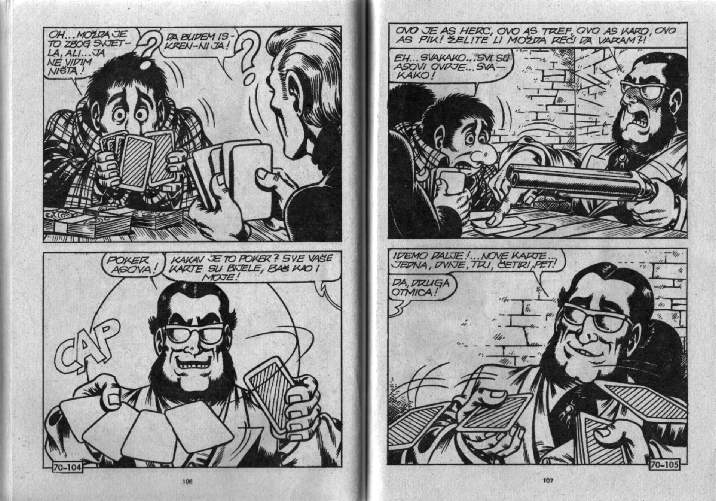 OH...MOŽDA JE
TO ZBOG SVJET-
LA, ALI...JA
NE VIDIM
NIŠTA!
?
DA BUDEM IS-
KREN-NI JA!
?
POKER
ASOVA!
KAKAV JE TO POKER? SVE VAŠE
KARTE SU BIJELE, BAŠ KAO I
MOJE!
CAP
70-104
106
OVO JE AS HERC, OVO AS TREF, OVO AS KARO, OVO
AS PIK! ŽELITE LI MOŽDA REĆI DA VARAM?!
EH...SVAKAKO...SVI SU
ASOVI OVDJE...SVA-
KAKO!
IDEMO DALJE!...NOVE KARTE...
JEDNA, DVIJE, TRI, ČETIRI, PET!
DA, DRUGA
OTMICA!
70-105
107